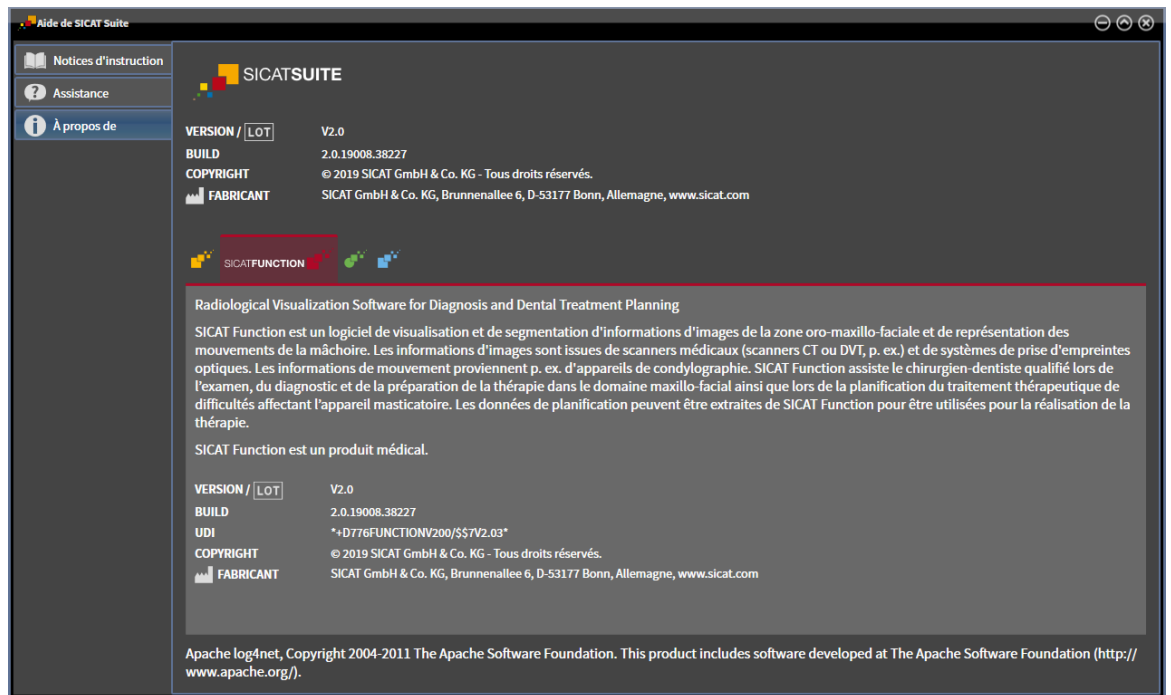 Aide de SICAT Suite
Notices d'instruction
Assistance
À propos de
SICATSUITE
VERSION / LOT V2.0
BUILD 2.0.19008.38227
COPYRIGHT © 2019 SICAT GmbH & Co. KG - Tous droits réservés.
FABRICANT SICAT GmbH & Co. KG, Brunnenallee 6, D-53177 Bonn, Allemagne, www.sicat.com
SICATFUNCTION
Radiological Visualization Software for Diagnosis and Dental Treatment Planning
SICAT Function est un logiciel de visualisation et de segmentation d'informations d'images de la zone oro-maxillo-faciale et de représentation des
mouvements de la mâchoire. Les informations d'images sont issues de scanners médicaux (scanners CT ou DVT, p. ex.) et de systèmes de prise d'empreintes
optiques. Les informations de mouvement proviennent p. ex. d'appareils de condylographie. SICAT Function assiste le chirurgien-dentiste qualifié lors de
l'examen, du diagnostic et de la préparation de la thérapie dans le domaine maxillo-facial ainsi que lors de la planification du traitement thérapeutique de
difficultés affectant l'appareil masticatoire. Les données de planification peuvent être extraites de SICAT Function pour être utilisées pour la réalisation de la
thérapie.
SICAT Function est un produit médical.
VERSION / LOT V2.0
BUILD 2.0.19008.38227
UDI *+D776FUNCTIONV200/$$7V2.03*
COPYRIGHT © 2019 SICAT GmbH & Co. KG - Tous droits réservés.
FABRICANT SICAT GmbH & Co. KG, Brunnenallee 6, D-53177 Bonn, Allemagne, www.sicat.com
Apache log4net, Copyright 2004-2011 The Apache Software Foundation. This product includes software developed at The Apache Software Foundation (http://
www.apache.org/).